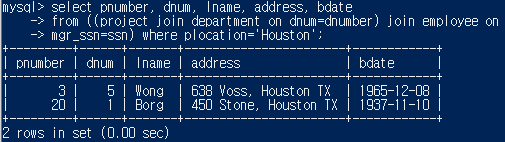 mysql> select pnumber, dnum, lname, address, bdate
    -> from ((project join department on dnum=dnumber) join employee on
    -> mgr_ssn=ssn) where plocation='Houston';
+---------+------+-------+----------------------+------------+
| pnumber | dnum | lname | address              | bdate      |
+---------+------+-------+----------------------+------------+
|       3 |    5 | Wong  | 638 Voss, Houston TX | 1965-12-08 |
|      20 |    1 | Borg  | 450 Stone, Houston TX | 1937-11-10 |
+---------+------+-------+----------------------+------------+
2 rows in set (0.00 sec)